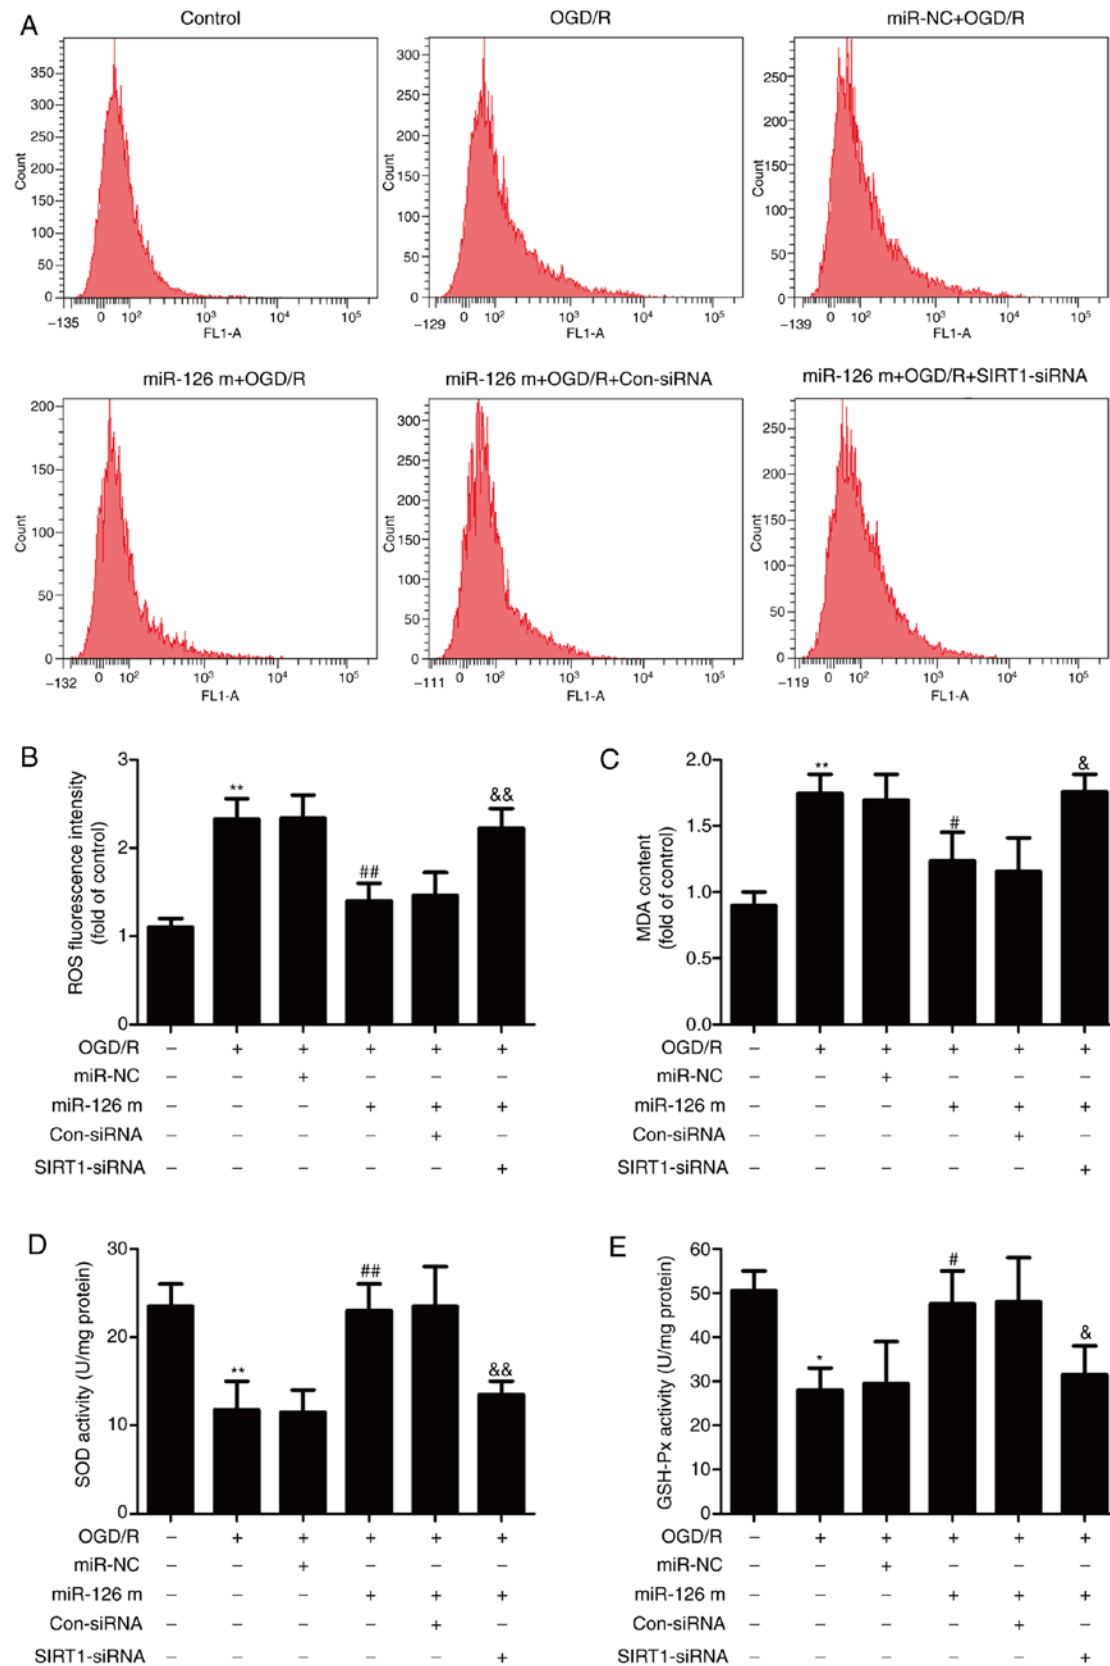 A
Control
OGD/R
miR-NC+OGD/R
Count
350
300
250
200
150
100
50
0
−135
0 10² 10³ 10⁴ 10⁵
FL1-A
Count
300
250
200
150
100
50
0
−129
0 10² 10³ 10⁴ 10⁵
FL1-A
Count
250
200
150
100
50
0
−139
0 10² 10³ 10⁴ 10⁵
FL1-A
miR-126 m+OGD/R
miR-126 m+OGD/R+Con-siRNA
miR-126 m+OGD/R+SIRT1-siRNA
Count
200
150
100
50
0
−132
0 10² 10³ 10⁴ 10⁵
FL1-A
Count
300
250
200
150
100
50
0
−111
0 10² 10³ 10⁴ 10⁵
FL1-A
Count
250
200
150
100
50
0
−119
0 10² 10³ 10⁴ 10⁵
FL1-A
B
ROS fluorescence intensity
(fold of control)
3
2
1
0
** ## &&
OGD/R − + + + + +
miR-NC − − + − − −
miR-126 m − − − + + +
Con-siRNA − − − − + −
SIRT1-siRNA − − − − − +
C
MDA content
(fold of control)
2.0
1.5
1.0
0.5
0.0
** # &
OGD/R − + + + + +
miR-NC − − + − − −
miR-126 m − − − + + +
Con-siRNA − − − − + −
SIRT1-siRNA − − − − − +
D
SOD activity (U/mg protein)
30
20
10
0
** ## &&
OGD/R − + + + + +
miR-NC − − + − − −
miR-126 m − − − + + +
Con-siRNA − − − − + −
SIRT1-siRNA − − − − − +
E
GSH-Px activity (U/mg protein)
60
50
40
30
20
10
0
* # &
OGD/R − + + + + +
miR-NC − − + − − −
miR-126 m − − − + + +
Con-siRNA − − − − + −
SIRT1-siRNA − − − − − +